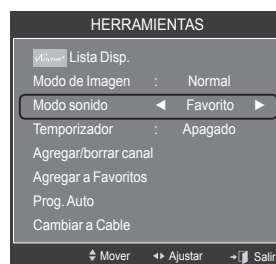 HERRAMIENTAS
Anynet+ Lista Disp.
Modo de Imagen : Normal
Modo sonido ◄ Favorito ►
Temporizador : Apagado
Agregar/borrar canal
Agregar a Favoritos
Prog. Auto
Cambiar a Cable
Mover Ajustar Salir